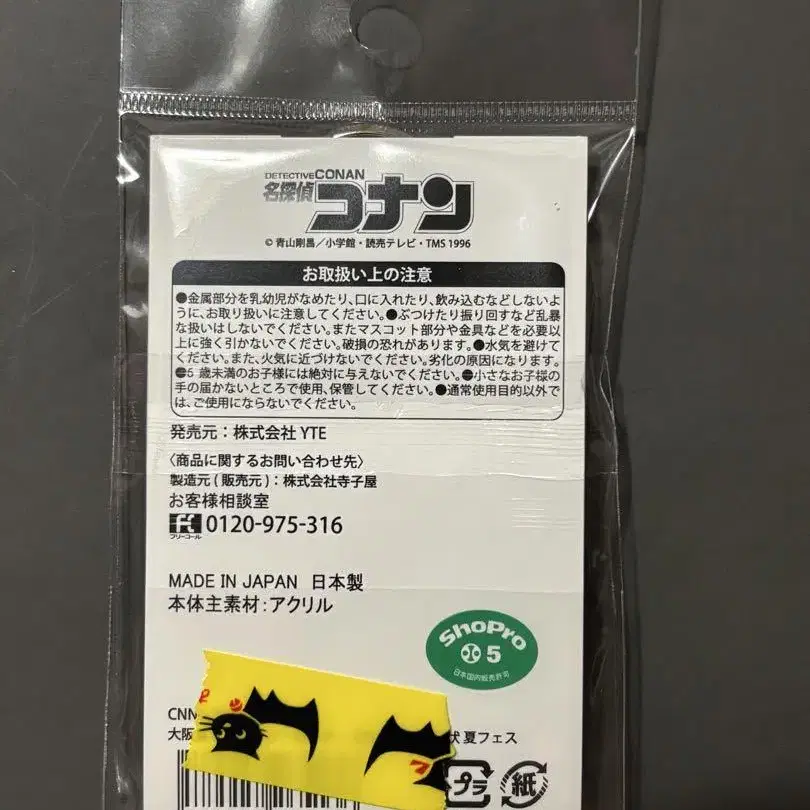 DETECTIVE CONAN
名探偵コナン
© 青山剛昌／小学館・読売テレビ・TMS 1996
お取扱い上の注意
●金属部分を乳幼児がなめたり、口に入れたり、飲み込むなどしないよ
うに、お取り扱いに注意してください。●ぶつけたり振り回すなど乱暴
な扱いはしないでください。またマスコット部分や金具などを必要以
上に強く引かないでください。破損の恐れがあります。●水気を避けて
ください。また、火気に近づけないでください。劣化の原因になります。
●6 歳未満のお子様には絶対に与えないでください。●小さなお子様の
手の届かないところで使用、保管してください。●通常使用目的以外で
は、ご使用にならないでください。
発売元：株式会社 YTE
〈商品に関するお問い合わせ先〉
製造元 ( 販売元 )：株式会社寺子屋
お客様相談室
フリーコール 0120-975-316
MADE IN JAPAN 日本製
本体主素材：アクリル
ShoPro
小 5
日本国内販売許可
CNN
大阪
伏 夏フェス
プラ
紙